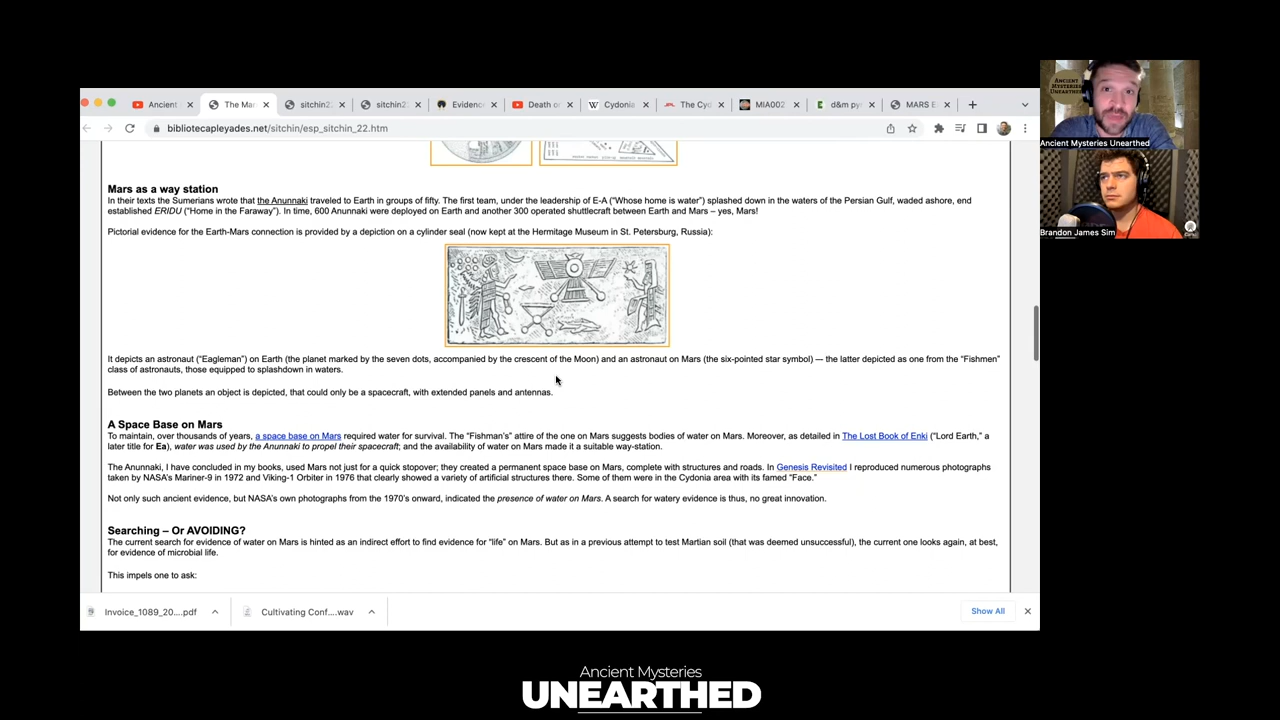 Ancient
The Mar
sitchin2
sitchin2
Evidence
Death o
Cydonia
The Cyd
MIA002
d&m py
MARS E
bibliotecapleyades.net/sitchin/esp_sitchin_22.htm
ANCIENT
MYSTERIES
UNEARTHED
Ancient Mysteries Unearthed
Brandon James Sim
Mars as a way station
In their texts the Sumerians wrote that the Anunnaki traveled to Earth in groups of fifty. The first team, under the leadership of E-A ("Whose home is water") splashed down in the waters of the Persian Gulf, waded ashore, end
established ERIDU ("Home in the Faraway"). In time, 600 Anunnaki were deployed on Earth and another 300 operated shuttlecraft between Earth and Mars – yes, Mars!
Pictorial evidence for the Earth-Mars connection is provided by a depiction on a cylinder seal (now kept at the Hermitage Museum in St. Petersburg, Russia):
It depicts an astronaut ("Eagleman") on Earth (the planet marked by the seven dots, accompanied by the crescent of the Moon) and an astronaut on Mars (the six-pointed star symbol) — the latter depicted as one from the "Fishmen"
class of astronauts, those equipped to splashdown in waters.
Between the two planets an object is depicted, that could only be a spacecraft, with extended panels and antennas.
A Space Base on Mars
To maintain, over thousands of years, a space base on Mars required water for survival. The "Fishman's" attire of the one on Mars suggests bodies of water on Mars. Moreover, as detailed in The Lost Book of Enki ("Lord Earth," a
later title for Ea), water was used by the Anunnaki to propel their spacecraft; and the availability of water on Mars made it a suitable way-station.
The Anunnaki, I have concluded in my books, used Mars not just for a quick stopover; they created a permanent space base on Mars, complete with structures and roads. In Genesis Revisited I reproduced numerous photographs
taken by NASA's Mariner-9 in 1972 and Viking-1 Orbiter in 1976 that clearly showed a variety of artificial structures there. Some of them were in the Cydonia area with its famed "Face."
Not only such ancient evidence, but NASA's own photographs from the 1970's onward, indicated the presence of water on Mars. A search for watery evidence is thus, no great innovation.
Searching – Or AVOIDING?
The current search for evidence of water on Mars is hinted as an indirect effort to find evidence for "life" on Mars. But as in a previous attempt to test Martian soil (that was deemed unsuccessful), the current one looks again, at best,
for evidence of microbial life.
This impels one to ask:
Invoice_1089_20....pdf
Cultivating Conf....wav
Show All
Ancient Mysteries
UNEARTHED